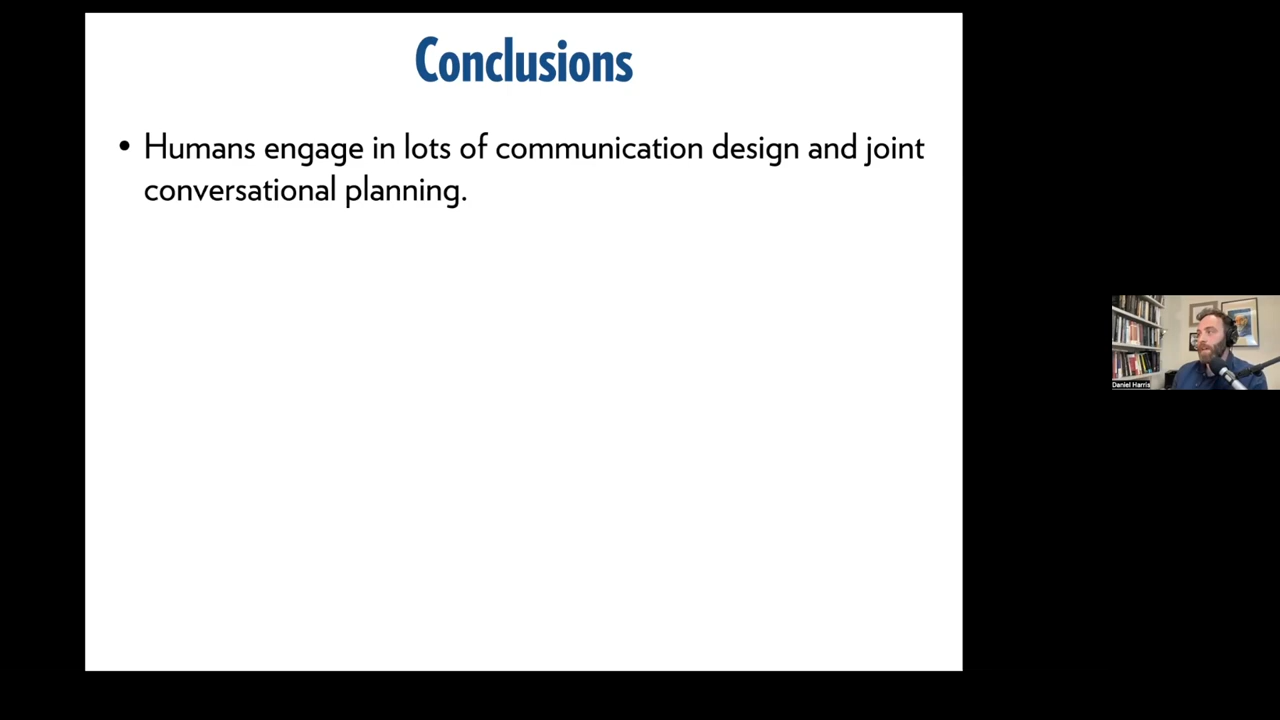 Conclusions
• Humans engage in lots of communication design and joint
conversational planning.
Daniel Harris